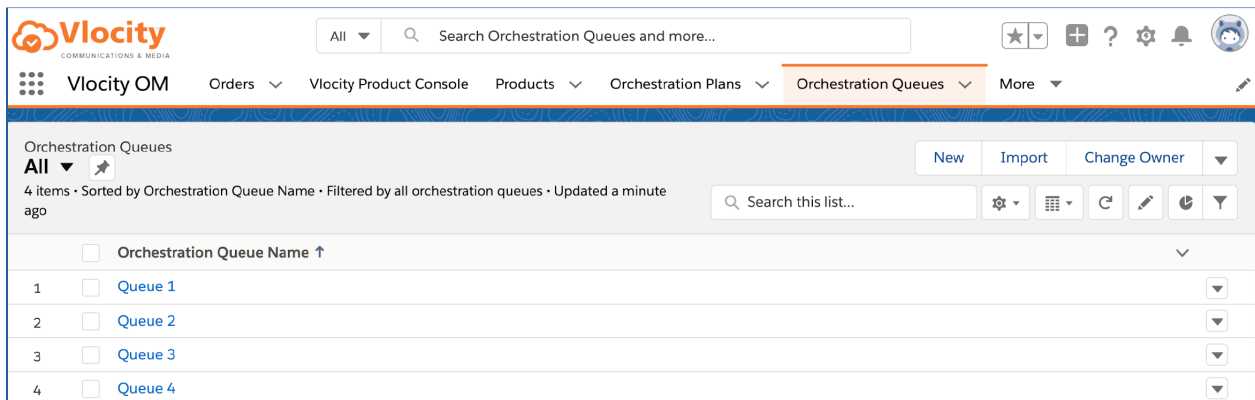 Vlocity
COMMUNICATIONS & MEDIA
All
Search Orchestration Queues and more...
Vlocity OM
Orders
Vlocity Product Console
Products
Orchestration Plans
Orchestration Queues
More
Orchestration Queues
All
New
Import
Change Owner
4 items • Sorted by Orchestration Queue Name • Filtered by all orchestration queues • Updated a minute
ago
Search this list...
Orchestration Queue Name ↑
1 Queue 1
2 Queue 2
3 Queue 3
4 Queue 4